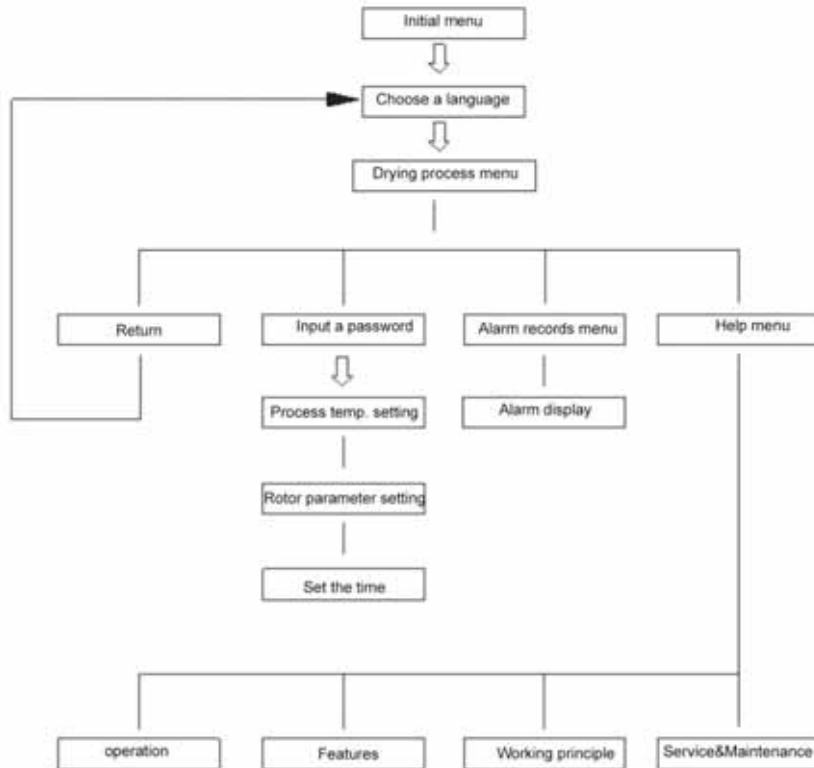 Initial menu
Choose a language
Drying process menu
Return
Input a password
Alarm records menu
Help menu
Process temp. setting
Alarm display
Rotor parameter setting
Set the time
operation
Features
Working principle
Service&Maintenance